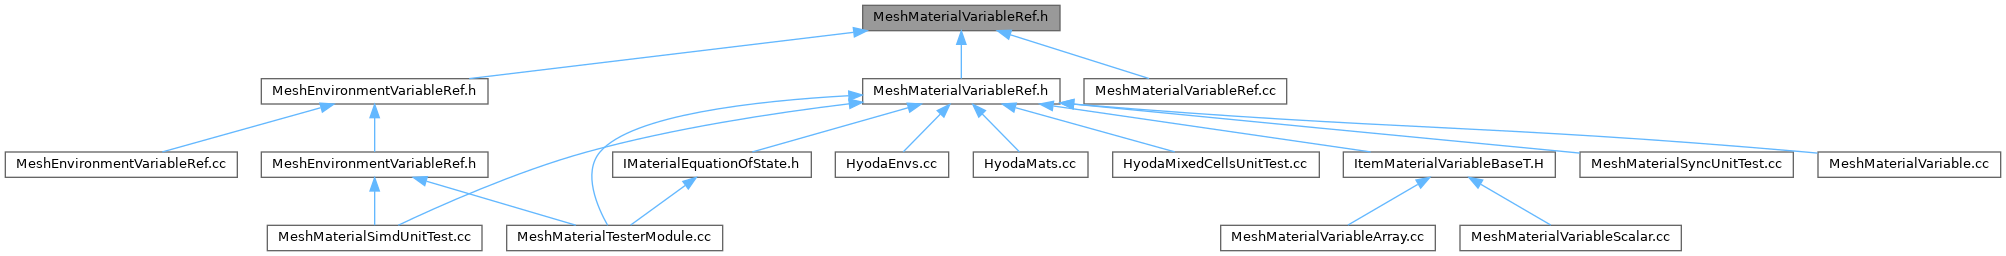 MeshMaterialVariableRef.h
MeshEnvironmentVariableRef.h
MeshMaterialVariableRef.h
MeshMaterialVariableRef.cc
MeshEnvironmentVariableRef.cc
MeshEnvironmentVariableRef.h
IMaterialEquationOfState.h
HyodaEnvs.cc
HyodaMats.cc
HyodaMixedCellsUnitTest.cc
ItemMaterialVariableBaseT.H
MeshMaterialSyncUnitTest.cc
MeshMaterialVariable.cc
MeshMaterialSimdUnitTest.cc
MeshMaterialTesterModule.cc
MeshMaterialVariableArray.cc
MeshMaterialVariableScalar.cc